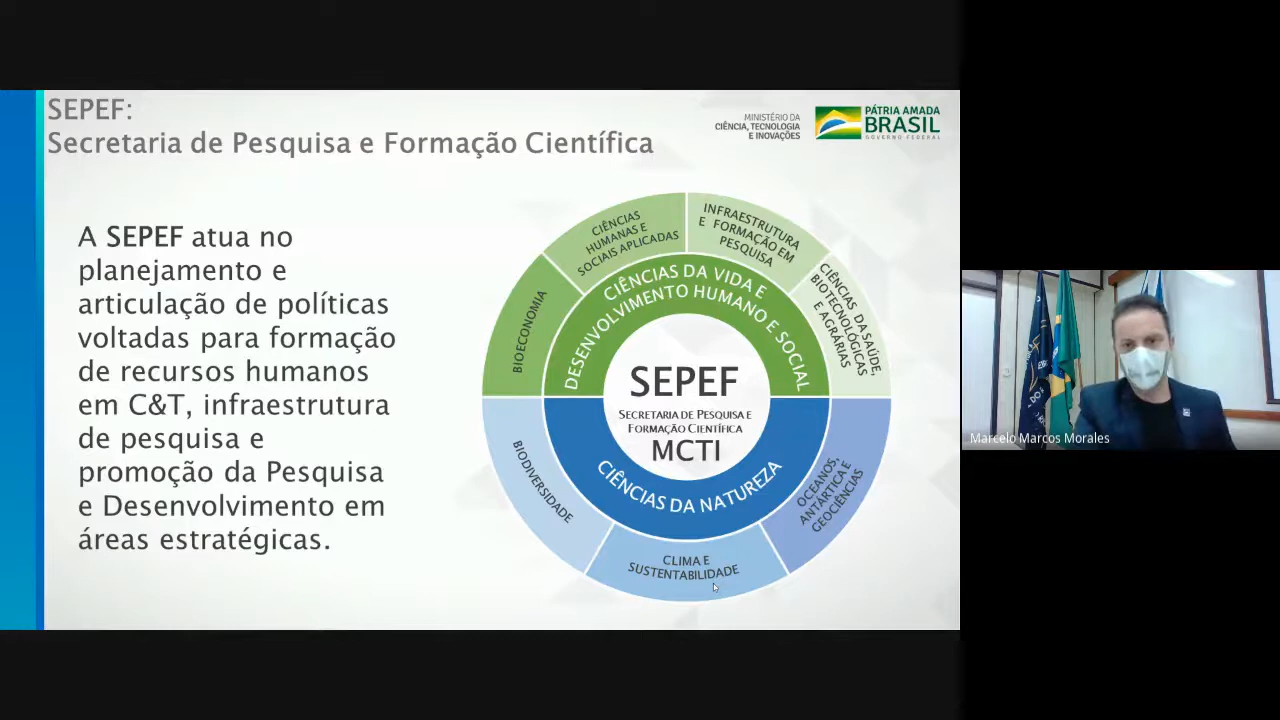 SEPEF:
Secretaria de Pesquisa e Formação Científica
MINISTÉRIO DA
CIÊNCIA, TECNOLOGIA
E INOVAÇÕES
PÁTRIA AMADA
BRASIL
GOVERNO FEDERAL
A SEPEF atua no
planejamento e
articulação de políticas
voltadas para formação
de recursos humanos
em C&T, infraestrutura
de pesquisa e
promoção da Pesquisa
e Desenvolvimento em
áreas estratégicas.
CIÊNCIAS
HUMANAS E
SOCIAIS APLICADAS
INFRAESTRUTURA
E FORMAÇÃO EM
PESQUISA
CIÊNCIAS DA SAÚDE,
BIOTECNOLÓGICAS
E AGRÁRIAS
BIOECONOMIA
CIÊNCIAS DA VIDA E
DESENVOLVIMENTO HUMANO E SOCIAL
SEPEF
SECRETARIA DE PESQUISA E
FORMAÇÃO CIENTÍFICA
MCTI
CIÊNCIAS DA NATUREZA
BIODIVERSIDADE
CLIMA E
SUSTENTABILIDADE
OCEANOS,
ANTÁRTICA E
GEOCIÊNCIAS
Marcelo Marcos Morales